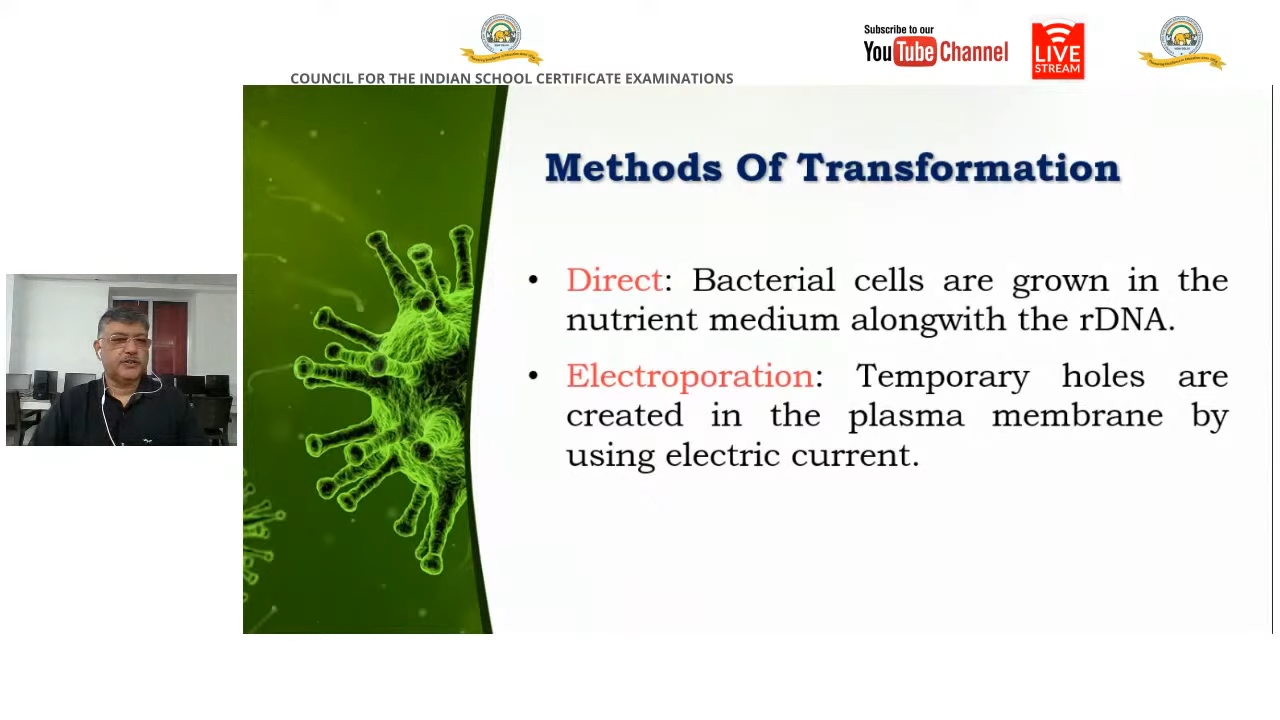 Subscribe to our
YouTube Channel
LIVE
STREAM
COUNCIL FOR THE INDIAN SCHOOL CERTIFICATE EXAMINATIONS
Methods Of Transformation
• Direct: Bacterial cells are grown in the
nutrient medium alongwith the rDNA.
• Electroporation: Temporary holes are
created in the plasma membrane by
using electric current.